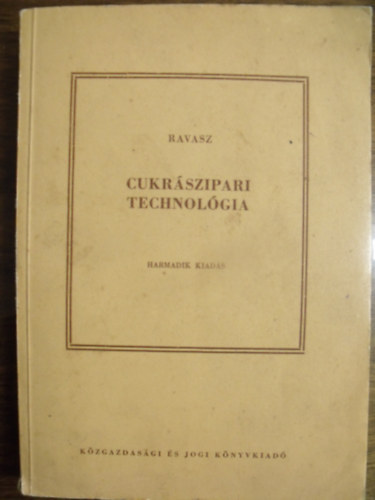 RAVASZ
CUKRÁSZIPARI
TECHNOLÓGIA
HARMADIK KIADÁS
KÖZGAZDASÁGI ÉS JOGI KÖNYVKIADÓ